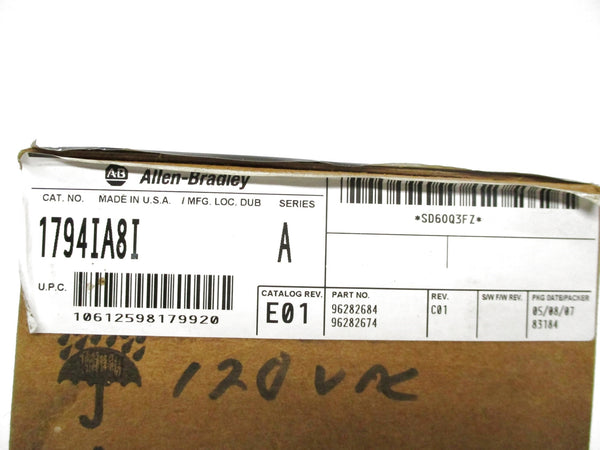 AB Allen-Bradley
CAT. NO. MADE IN U.S.A. / MFG. LOC. DUB SERIES
1794IA8I A
U.P.C.
10612598179920
CATALOG REV.
E01
*SD60Q3FZ*
PART NO.
96282684
96282674
REV.
C01
S/W F/W REV.
PKG DATE/PACKER
05/08/07
83184
120 VAC